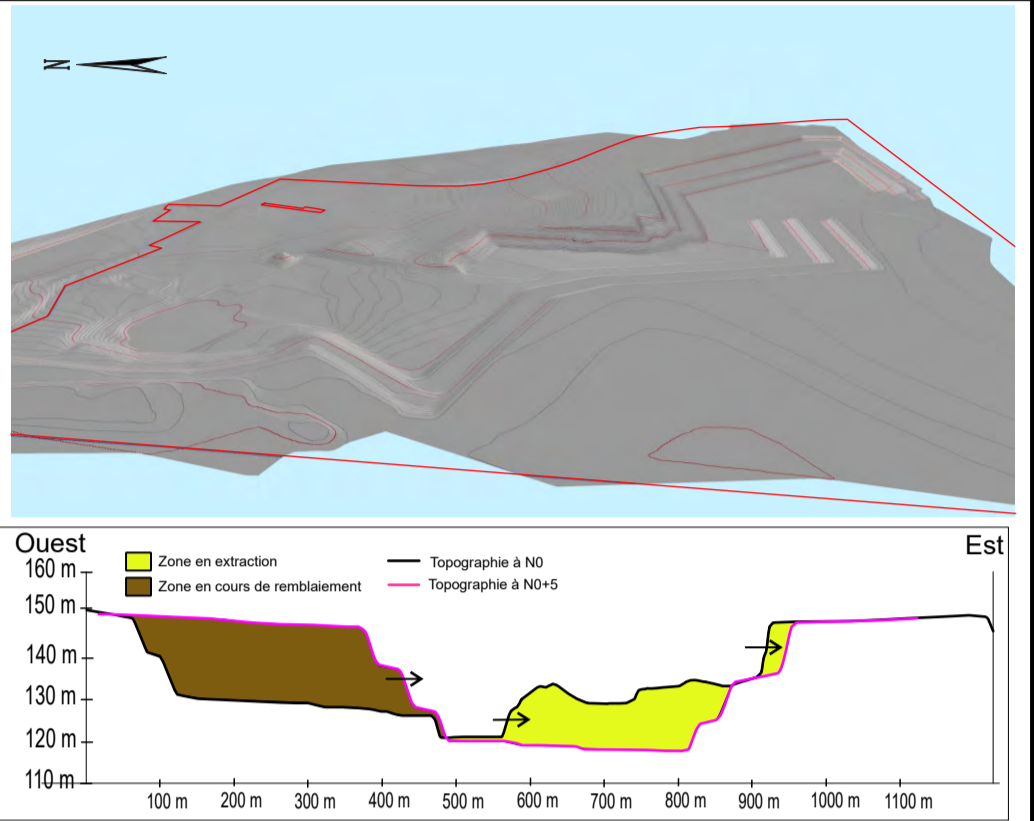 N
Ouest
Est
Zone en extraction
Topographie à N0
Zone en cours de remblaiement
Topographie à N0+5
160 m
150 m
140 m
130 m
120 m
110 m
100 m 200 m 300 m 400 m 500 m 600 m 700 m 800 m 900 m 1000 m 1100 m